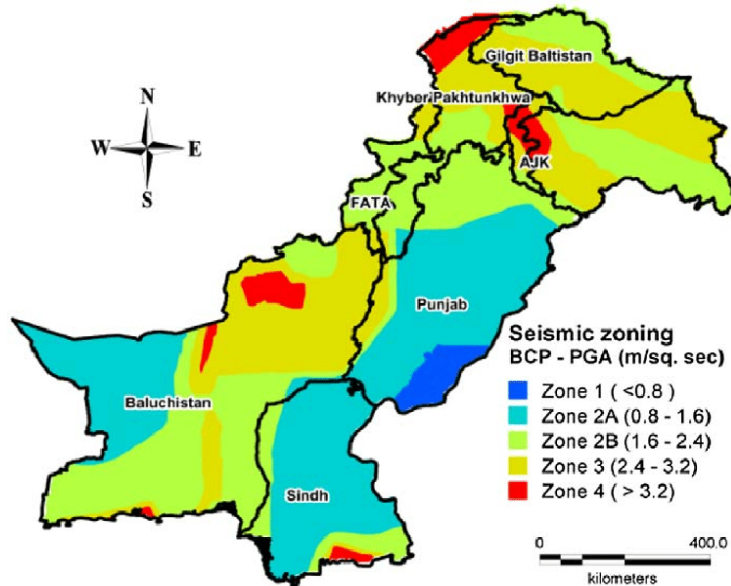 Gilgit Baltistan
Khyber Pakhtunkhwa
N
W E
S
AJK
FATA
Punjab
Baluchistan
Sindh
Seismic zoning
BCP - PGA (m/sq. sec)
Zone 1 ( <0.8 )
Zone 2A (0.8 - 1.6)
Zone 2B (1.6 - 2.4)
Zone 3 (2.4 - 3.2)
Zone 4 ( > 3.2)
0 400.0
kilometers